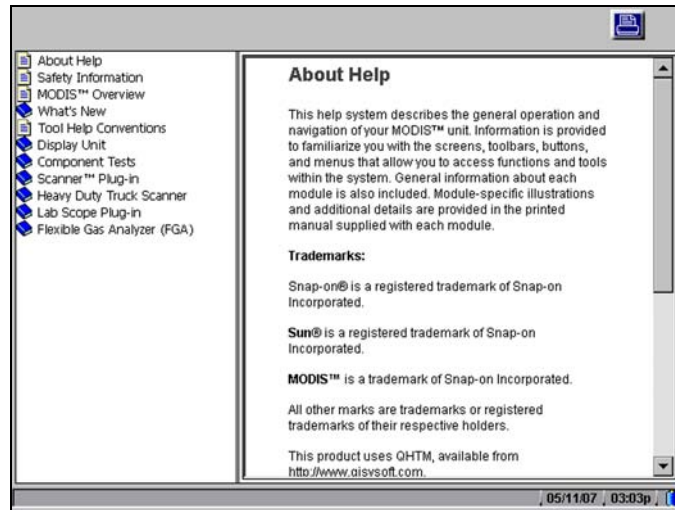 About Help
Safety Information
MODIS™ Overview
What's New
Tool Help Conventions
Display Unit
Component Tests
Scanner™ Plug-in
Heavy Duty Truck Scanner
Lab Scope Plug-in
Flexible Gas Analyzer (FGA)
About Help
This help system describes the general operation and
navigation of your MODIS™ unit. Information is provided
to familiarize you with the screens, toolbars, buttons,
and menus that allow you to access functions and tools
within the system. General information about each
module is also included. Module-specific illustrations
and additional details are provided in the printed
manual supplied with each module.
Trademarks:
Snap-on® is a registered trademark of Snap-on
Incorporated.
Sun® is a registered trademark of Snap-on
Incorporated.
MODIS™ is a trademark of Snap-on Incorporated.
All other marks are trademarks or registered
trademarks of their respective holders.
This product uses QHTM, available from
http://www.gipsysoft.com.
05/11/07 03:03p